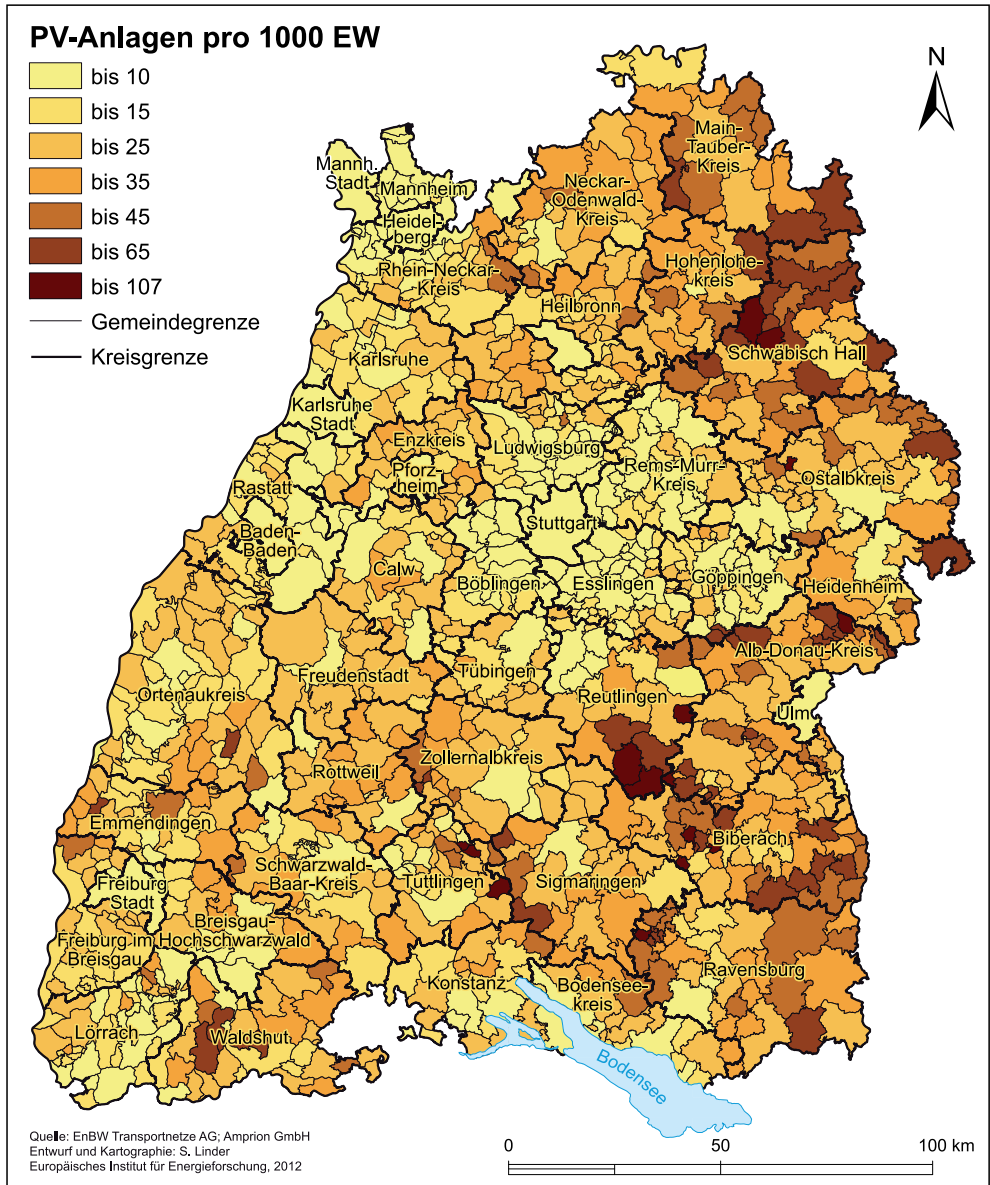 PV-Anlagen pro 1000 EW
bis 10
bis 15
bis 25
bis 35
bis 45
bis 65
bis 107
Gemeindegrenze
Kreisgrenze
N
Main-
Tauber-
Kreis
Mannh.
Stadt
Mannheim
Neckar-
Odenwald-
Kreis
Heidel-
berg
Rhein-Neckar-
Kreis
Hohenlohe-
kreis
Heilbronn
Schwäbisch Hall
Karlsruhe
Karlsruhe
Stadt
Enzkreis
Ludwigsburg
Pforz-
heim
Rems-Murr-
Kreis
Ostalbkreis
Rastatt
Stuttgart
Baden-
Baden
Calw
Böblingen
Esslingen
Göppingen
Heidenheim
Alb-Donau-Kreis
Freudenstadt
Tübingen
Reutlingen
Ortenaukreis
Ulm
Zollernalbkreis
Rottweil
Emmendingen
Biberach
Schwarzwald-
Baar-Kreis
Tuttlingen
Sigmaringen
Freiburg
Stadt
Breisgau-
Hochschwarzwald
Freiburg im
Breisgau
Ravensburg
Konstanz
Bodensee-
kreis
Lörrach
Waldshut
Bodensee
Quelle: EnBW Transportnetze AG; Amprion GmbH
Entwurf und Kartographie: S. Linder
Europäisches Institut für Energieforschung, 2012
0 50 100 km